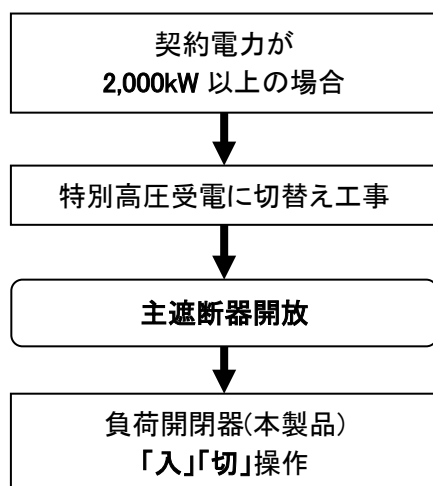 契約電力が
2,000kW 以上の場合
特別高圧受電に切替え工事
主遮断器開放
負荷開閉器(本製品)
「入」「切」操作